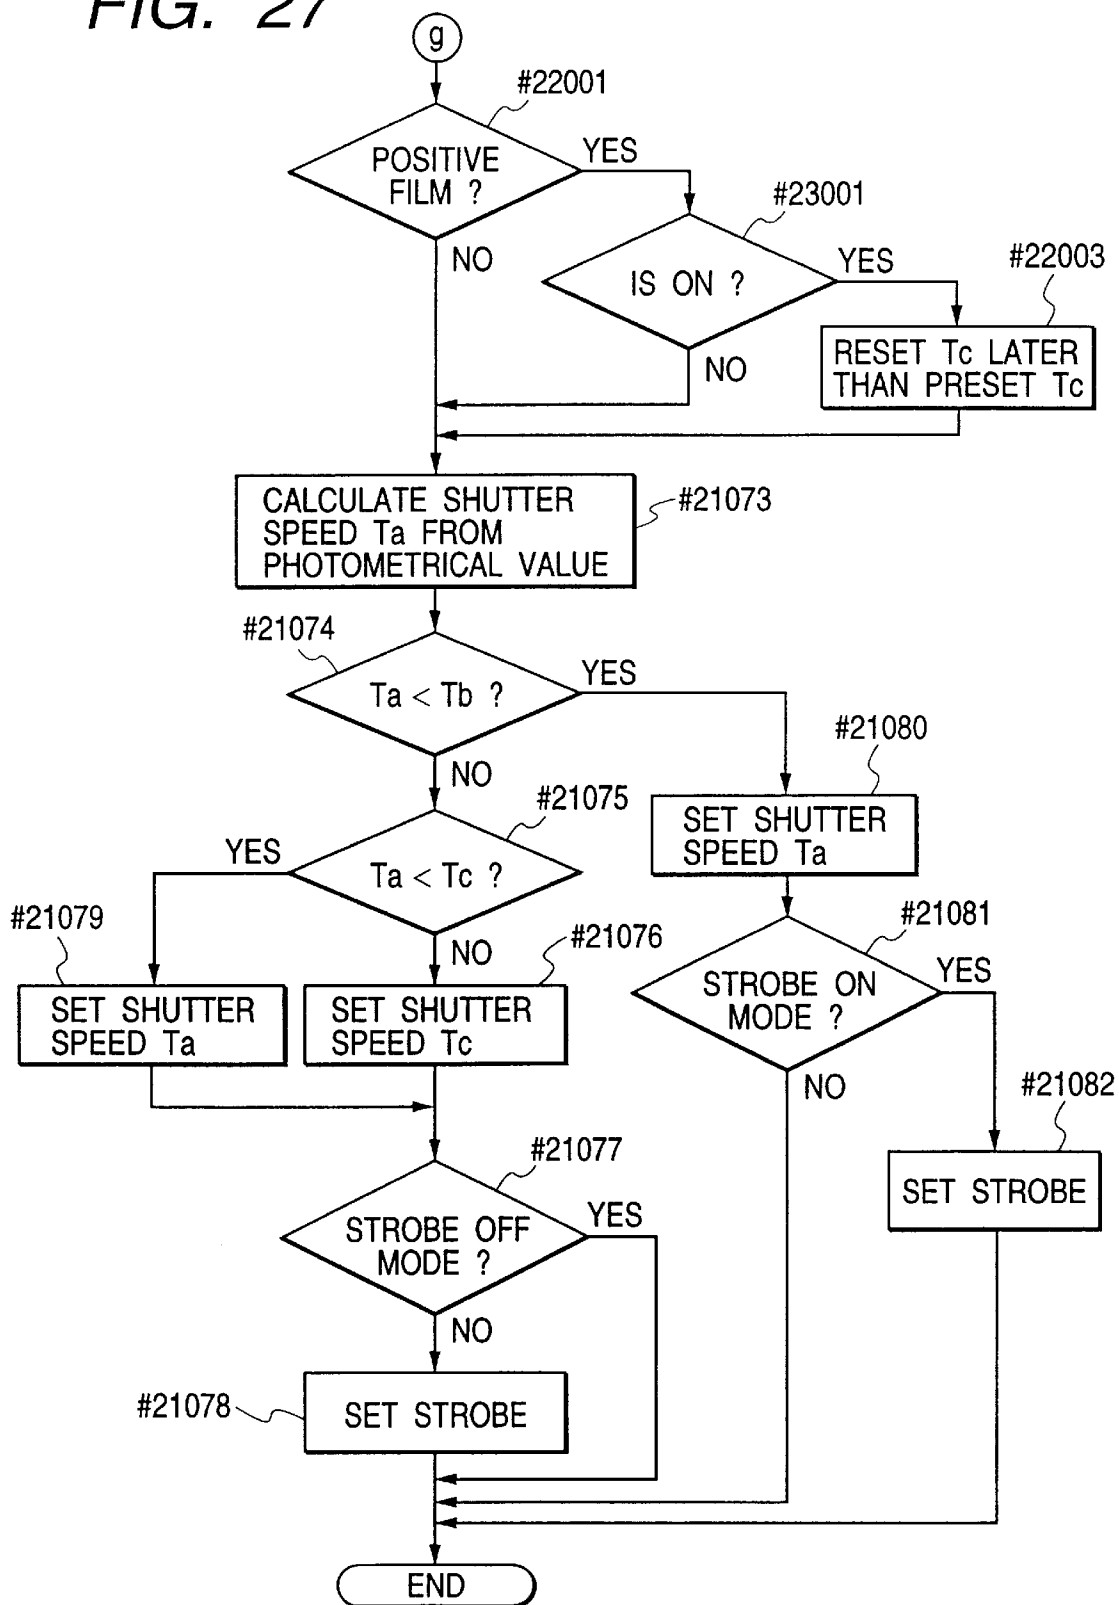 FIG. 27
g
#22001
POSITIVE
FILM ?
YES
NO
#23001
IS ON ?
YES
NO
#22003
RESET Tc LATER
THAN PRESET Tc
CALCULATE SHUTTER
SPEED Ta FROM
PHOTOMETRICAL VALUE
#21073
#21074
Ta < Tb ?
YES
NO
#21080
SET SHUTTER
SPEED Ta
#21075
YES
Ta < Tc ?
NO
#21079
SET SHUTTER
SPEED Ta
#21076
SET SHUTTER
SPEED Tc
#21081
STROBE ON
MODE ?
YES
NO
#21082
SET STROBE
#21077
STROBE OFF
MODE ?
YES
NO
#21078
SET STROBE
END